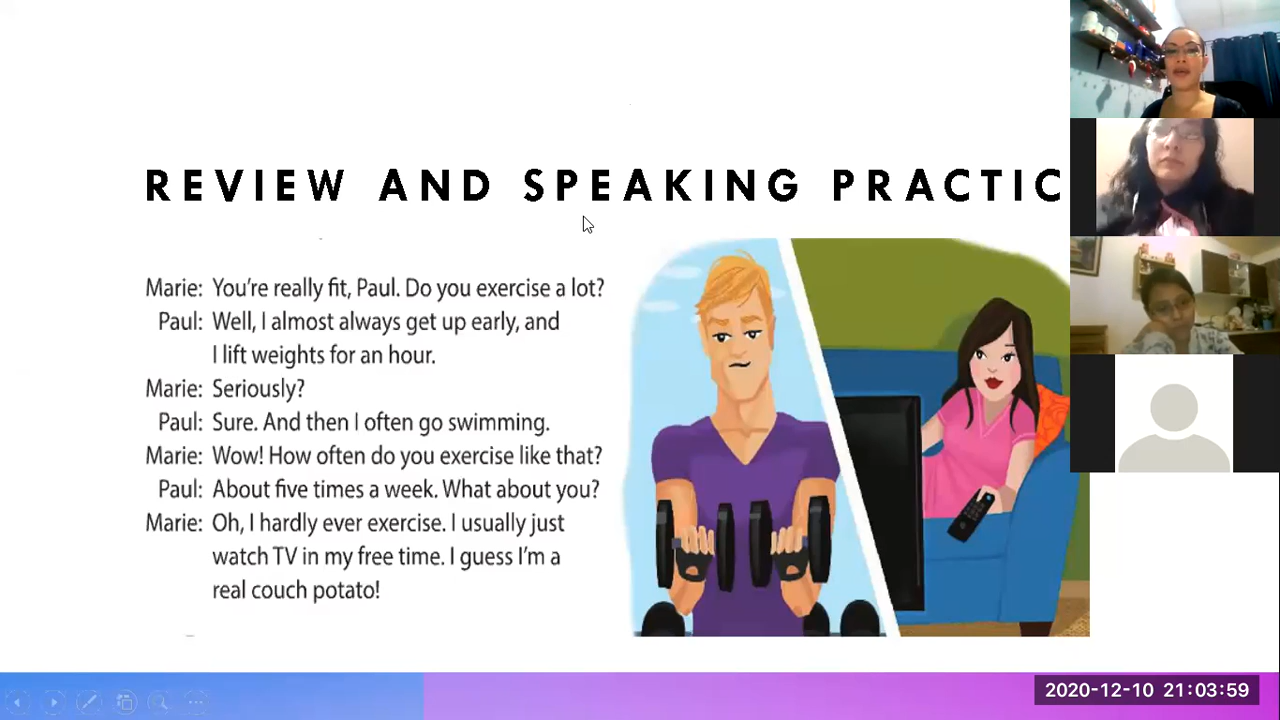 REVIEW AND SPEAKING PRACTIC
Marie: You're really fit, Paul. Do you exercise a lot?
Paul: Well, I almost always get up early, and
I lift weights for an hour.
Marie: Seriously?
Paul: Sure. And then I often go swimming.
Marie: Wow! How often do you exercise like that?
Paul: About five times a week. What about you?
Marie: Oh, I hardly ever exercise. I usually just
watch TV in my free time. I guess I'm a
real couch potato!
2020-12-10 21:03:59